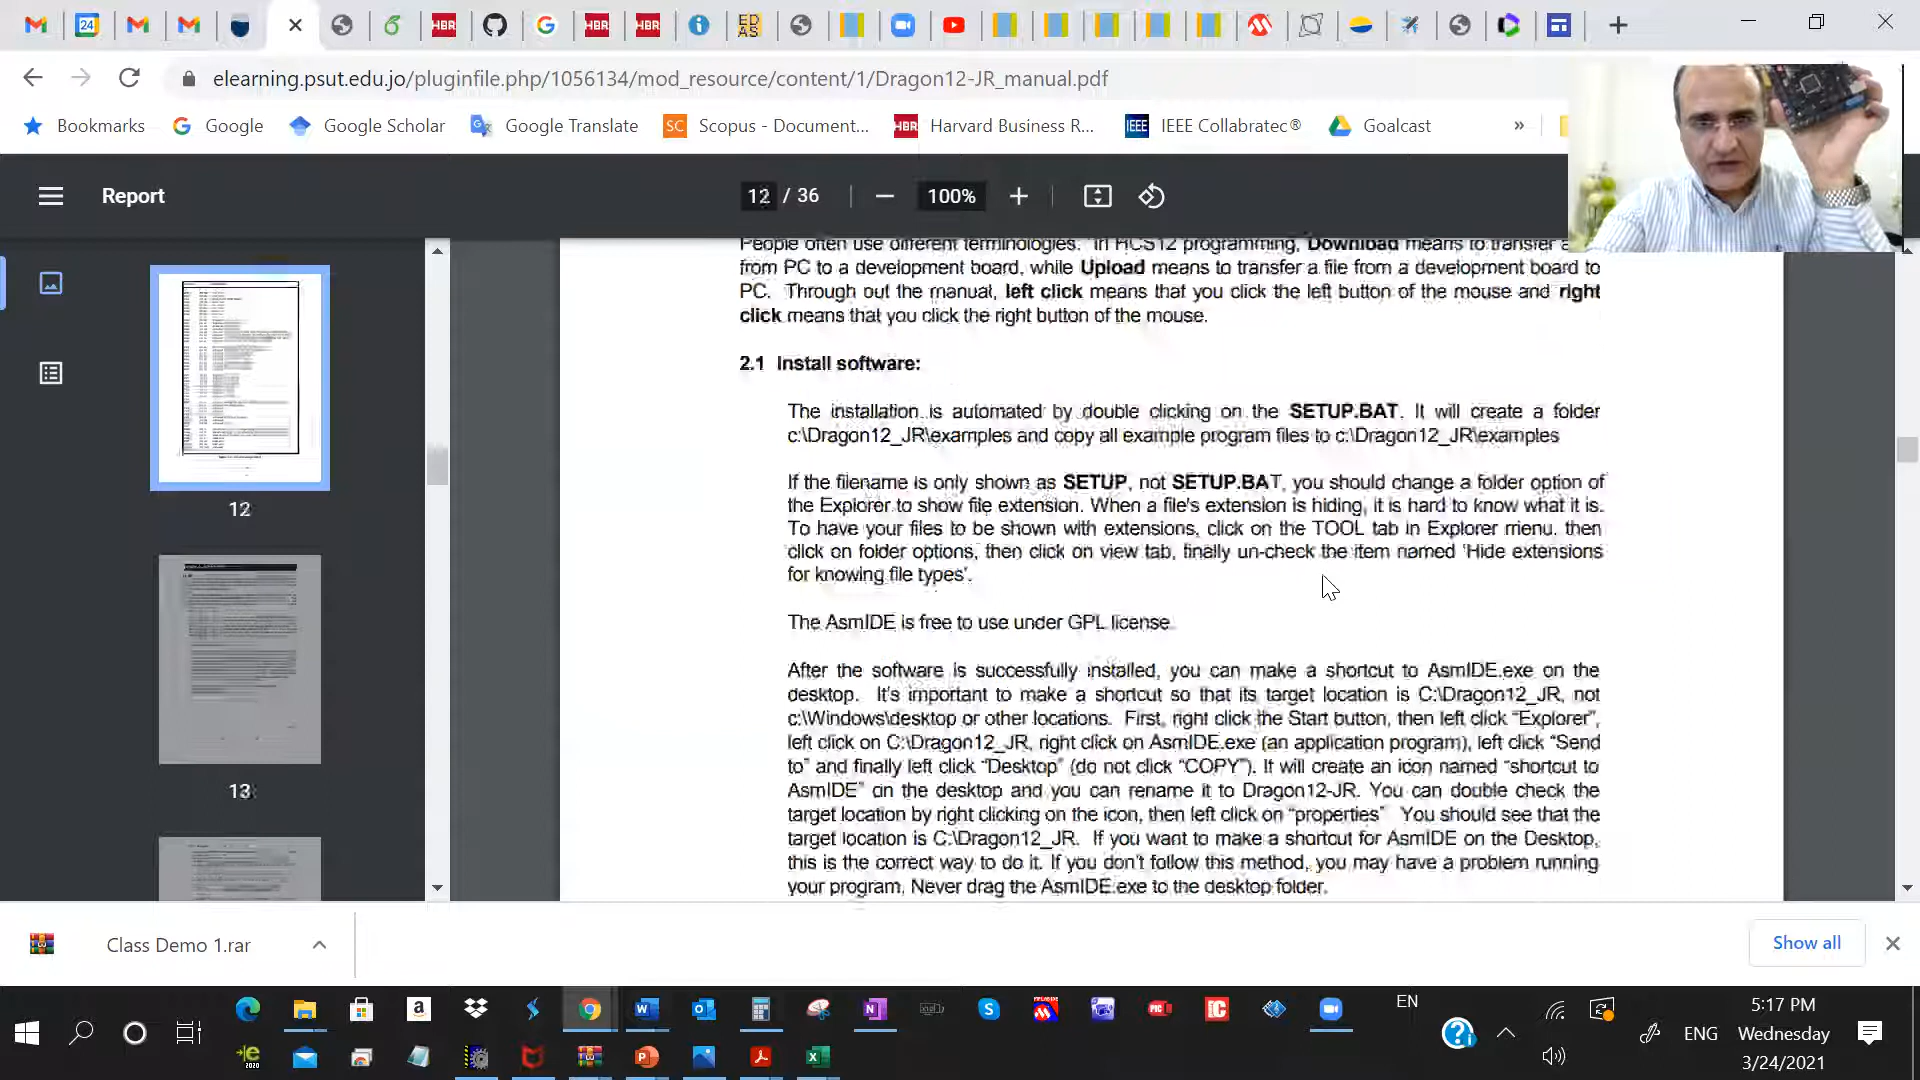 elearning.psut.edu.jo/pluginfile.php/1056134/mod_resource/content/1/Dragon12-JR_manual.pdf
Bookmarks
Google
Google Scholar
Google Translate
Scopus - Document...
Harvard Business R...
IEEE Collabratec®
Goalcast
»
Report
12 / 36
100%
People often use different terminologies. In HCS12 programming, Download means to transfer
from PC to a development board, while Upload means to transfer a file from a development board to
PC. Through out the manual, left click means that you click the left button of the mouse and right
click means that you click the right button of the mouse.
2.1 Install software:
The installation is automated by double clicking on the SETUP.BAT. It will create a folder
c:\Dragon12_JR\examples and copy all example program files to c:\Dragon12_JR\examples
If the filename is only shown as SETUP, not SETUP.BAT, you should change a folder option of
the Explorer to show file extension. When a file's extension is hiding, it is hard to know what it is.
To have your files to be shown with extensions, click on the TOOL tab in Explorer menu, then
click on folder options, then click on view tab, finally un-check the item named 'Hide extensions
for knowing file types'.
The AsmIDE is free to use under GPL license.
After the software is successfully installed, you can make a shortcut to AsmIDE.exe on the
desktop. It's important to make a shortcut so that its target location is C:\Dragon12_JR, not
c:\Windows\desktop or other locations. First, right click the Start button, then left click "Explorer",
left click on C:\Dragon12_JR, right click on AsmIDE.exe (an application program), left click "Send
to" and finally left click "Desktop" (do not click "COPY"). It will create an icon named "shortcut to
AsmIDE" on the desktop and you can rename it to Dragon12-JR. You can double check the
target location by right clicking on the icon, then left click on "properties" You should see that the
target location is C:\Dragon12_JR. If you want to make a shortcut for AsmIDE on the Desktop,
this is the correct way to do it. If you don't follow this method, you may have a problem running
your program. Never drag the AsmIDE.exe to the desktop folder.
12
13
Class Demo 1.rar
Show all
EN
ENG
5:17 PM
Wednesday
3/24/2021